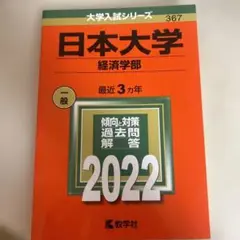 大学入試シリーズ
367
日本大学
経済学部
一般
最近3ヵ年
傾向と対策
過去問
解答
2022
教学社